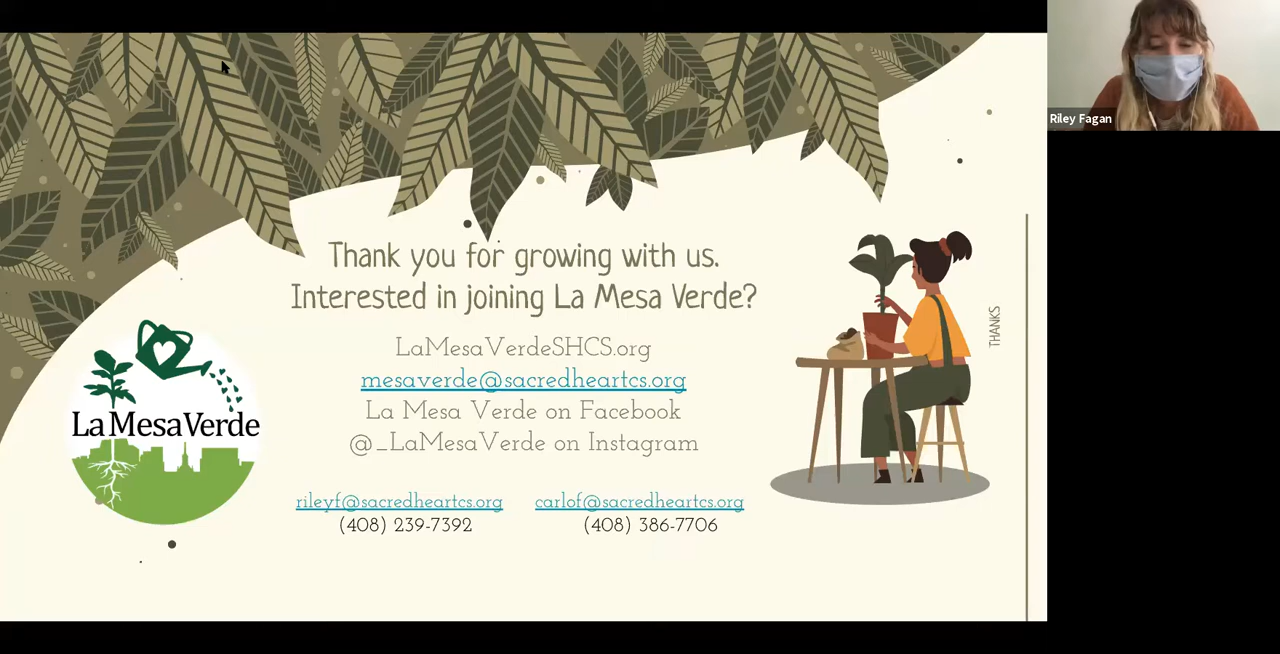 Riley Fagan
Thank you for growing with us.
Interested in joining La Mesa Verde?
THANKS
LaMesaVerdeSHCS.org
mesaverde@sacredheartcs.org
La Mesa Verde on Facebook
@_LaMesaVerde on Instagram
La Mesa Verde
rileyf@sacredheartcs.org carlof@sacredheartcs.org
(408) 239-7392 (408) 386-7706